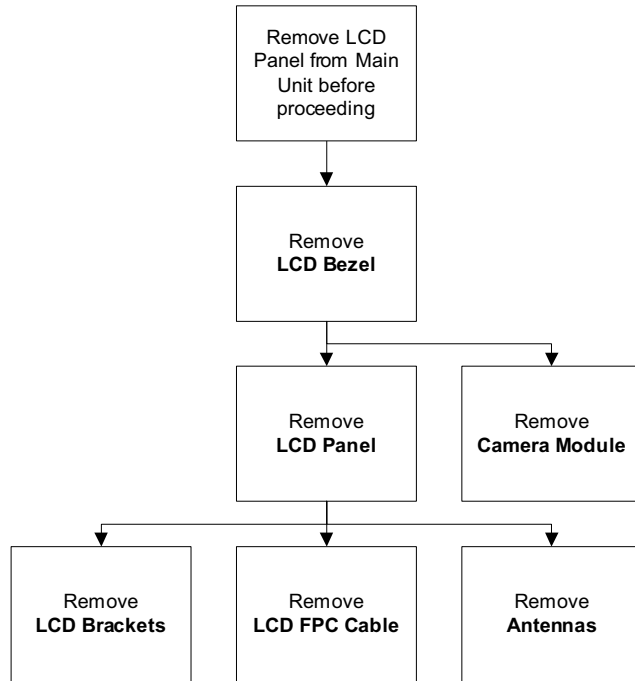 Remove LCD
Panel from Main
Unit before
proceeding
Remove
LCD Bezel
Remove
LCD Panel
Remove
Camera Module
Remove
LCD Brackets
Remove
LCD FPC Cable
Remove
Antennas